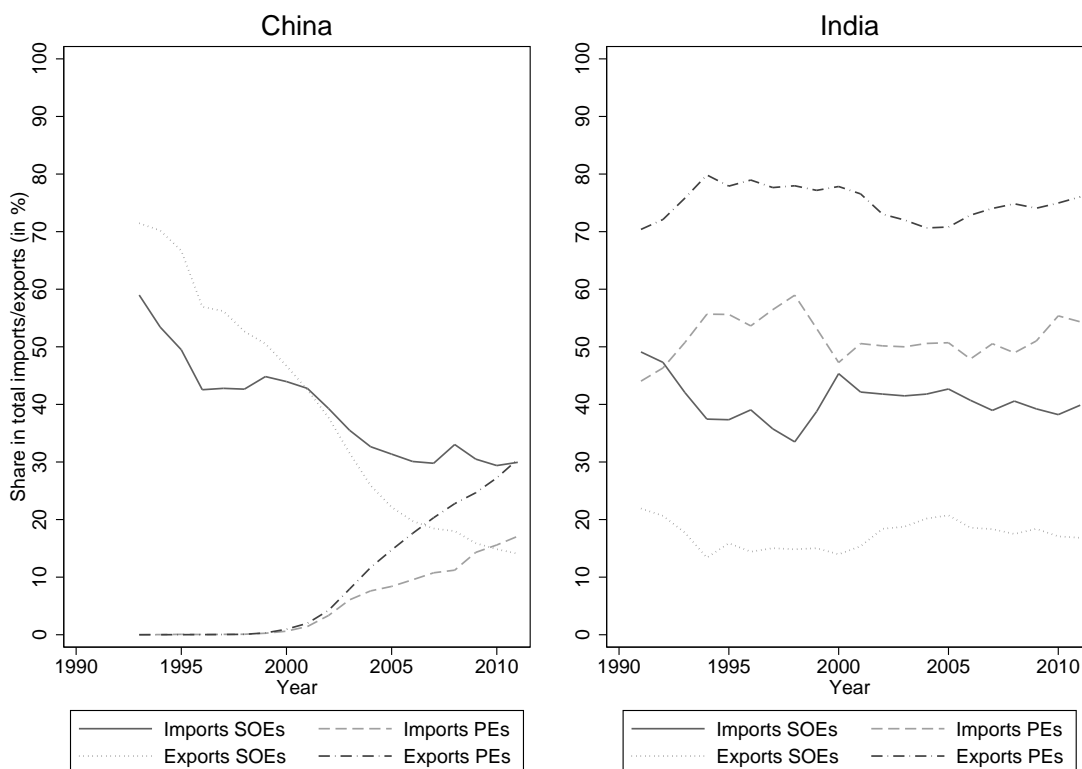 China
India
Share in total imports/exports (in %)
100
90
80
70
60
50
40
30
20
10
0
1990 1995 2000 2005 2010
Year
100
90
80
70
60
50
40
30
20
10
0
1990 1995 2000 2005 2010
Year
Imports SOEs Imports PEs
Exports SOEs Exports PEs
Imports SOEs Imports PEs
Exports SOEs Exports PEs